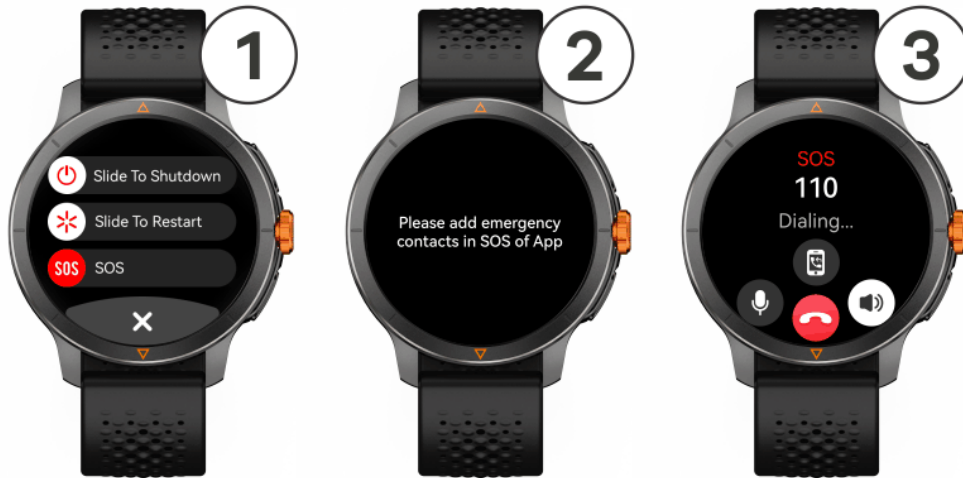 1
Slide To Shutdown
Slide To Restart
SOS SOS
2
Please add emergency
contacts in SOS of App
3
SOS
110
Dialing...